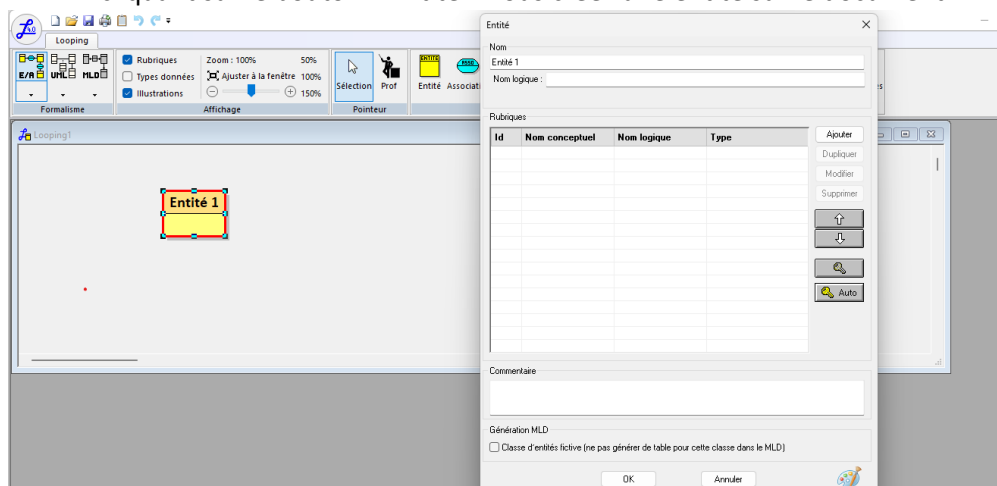 Looping
E/A UML MLD
Rubriques
Types données
Illustrations
Zoom : 100% 50%
Ajuster à la fenêtre 100%
150%
Sélection Prof
Entité Associati
Formalisme Affichage Pointeur
Looping1
Entité 1
Entité
Nom
Entité 1
Nom logique :
Rubriques
Id Nom conceptuel Nom logique Type
Ajouter
Dupliquer
Modifier
Supprimer
Auto
Commentaire
Génération MLD
Classe d'entités fictive (ne pas générer de table pour cette classe dans le MLD)
OK Annuler